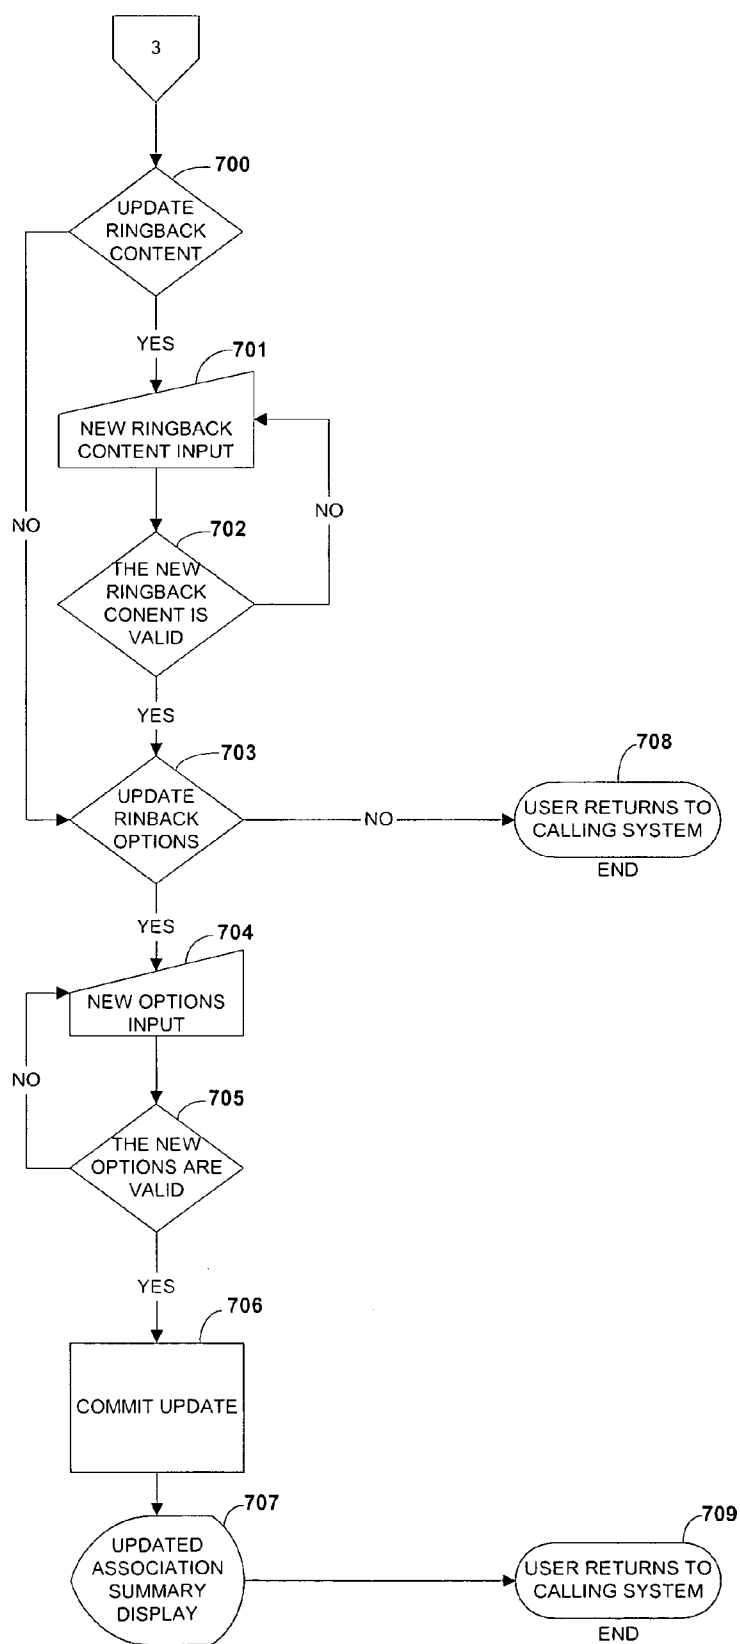 3
700
UPDATE
RINGBACK
CONTENT
YES
701
NEW RINGBACK
CONTENT INPUT
NO
NO
702
THE NEW
RINGBACK
CONENT IS
VALID
YES
703
UPDATE
RINBACK
OPTIONS
NO
708
USER RETURNS TO
CALLING SYSTEM
END
YES
704
NEW OPTIONS
INPUT
NO
705
THE NEW
OPTIONS ARE
VALID
YES
706
COMMIT UPDATE
707
UPDATED
ASSOCIATION
SUMMARY
DISPLAY
709
USER RETURNS TO
CALLING SYSTEM
END